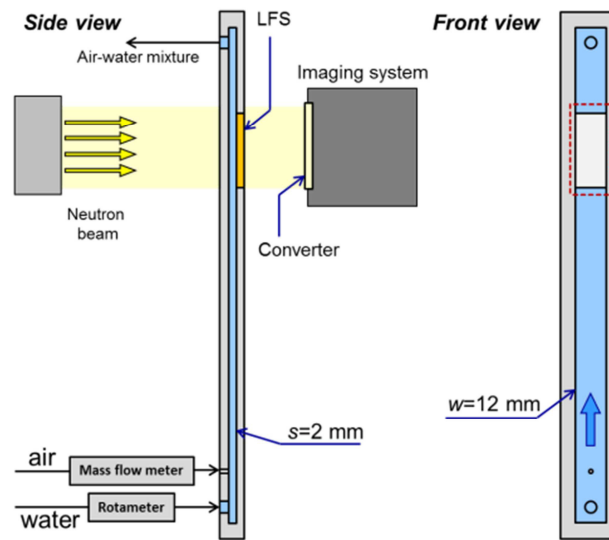 Side view
LFS
Front view
Air-water mixture
Imaging system
Neutron
beam
Converter
w=12 mm
s=2 mm
air
Mass flow meter
Rotameter
water